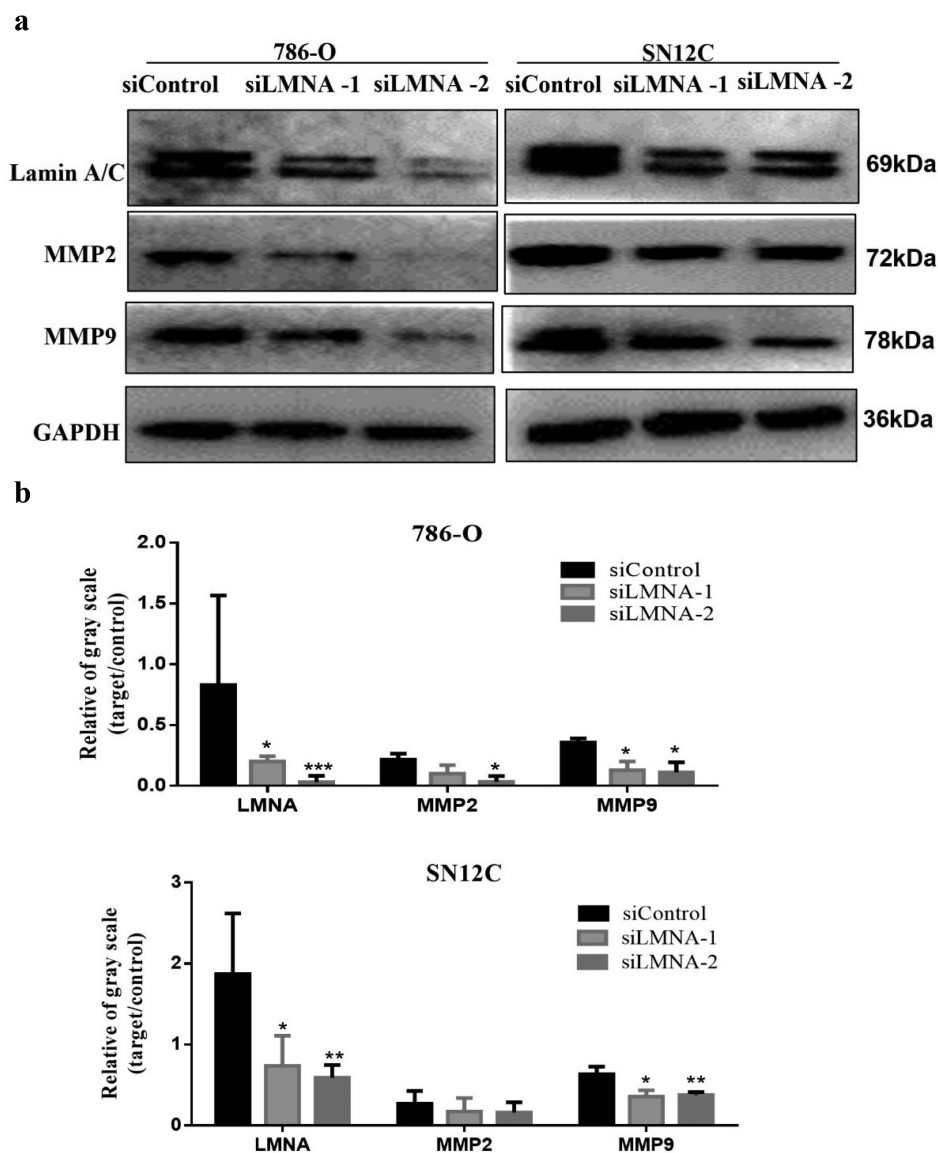 a
786-O SN12C
siControl siLMNA -1 siLMNA -2 siControl siLMNA -1 siLMNA -2
Lamin A/C 69kDa
MMP2 72kDa
MMP9 78kDa
GAPDH 36kDa
b
786-O
Relative of gray scale
(target/control)
2.0
1.5
1.0
0.5
0.0
siControl
siLMNA-1
siLMNA-2
* *** * * *
LMNA MMP2 MMP9
SN12C
Relative of gray scale
(target/control)
3
2
1
0
siControl
siLMNA-1
siLMNA-2
* ** * **
LMNA MMP2 MMP9